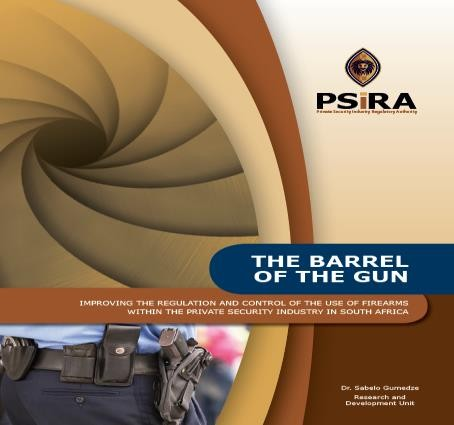 PSiRA
Private Security Industry Regulatory Authority
THE BARREL
OF THE GUN
IMPROVING THE REGULATION AND CONTROL OF THE USE OF FIREARMS
WITHIN THE PRIVATE SECURITY INDUSTRY IN SOUTH AFRICA
Dr. Sabelo Gumedze
Research and
Development Unit